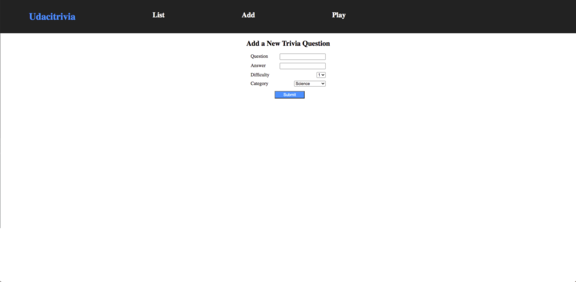 Udacitrivia List Add Play
Add a New Trivia Question
Question
Answer
Difficulty 1
Category Science
Submit